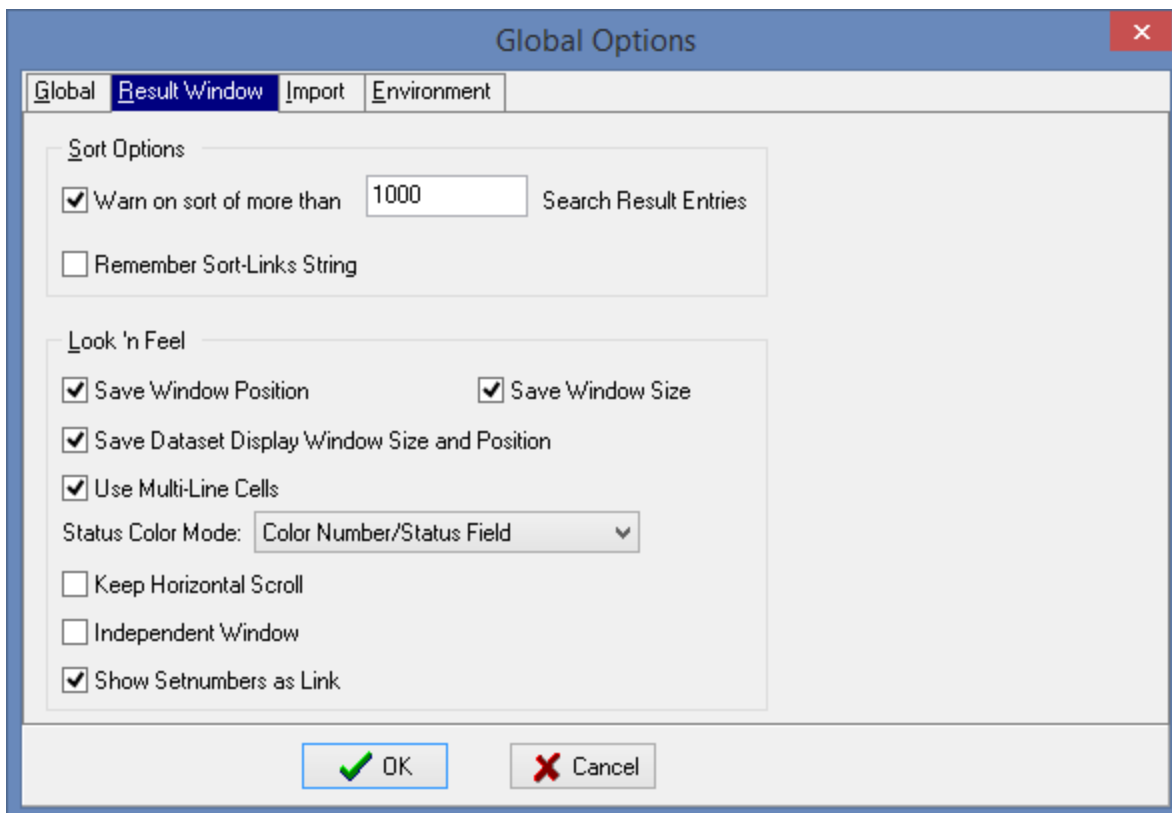 Global Options
Global Result Window Import Environment
Sort Options
Warn on sort of more than 1000 Search Result Entries
Remember Sort-Links String
Look 'n Feel
Save Window Position Save Window Size
Save Dataset Display Window Size and Position
Use Multi-Line Cells
Status Color Mode: Color Number/Status Field
Keep Horizontal Scroll
Independent Window
Show Setnumbers as Link
OK Cancel